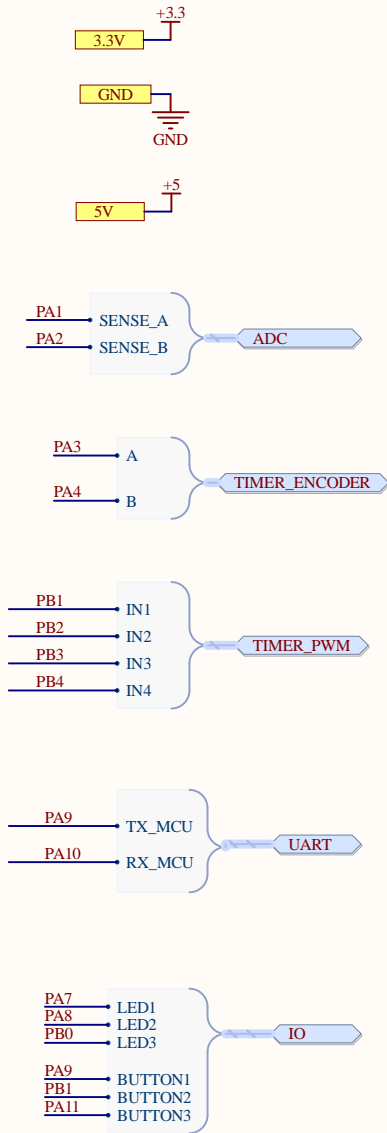 +3.3
3.3V
GND
GND
+5
5V
PA1 SENSE_A
PA2 SENSE_B
ADC
PA3 A
PA4 B
TIMER_ENCODER
PB1 IN1
PB2 IN2
PB3 IN3
PB4 IN4
TIMER_PWM
PA9 TX_MCU
PA10 RX_MCU
UART
PA7 LED1
PA8 LED2
PB0 LED3
IO
PA9 BUTTON1
PB1 BUTTON2
PA11 BUTTON3